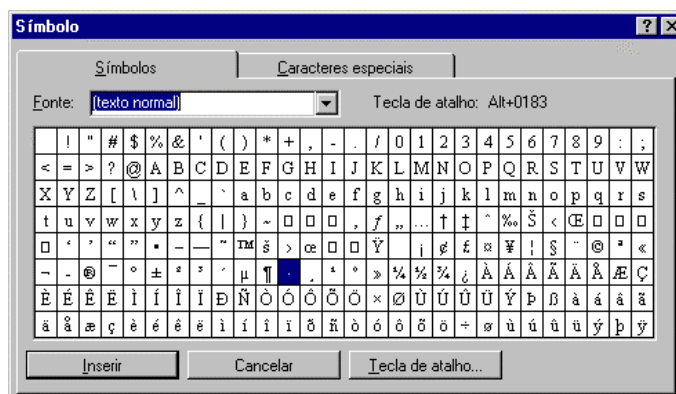 Símbolo
Símbolos Caracteres especiais
Fonte: (texto normal) Tecla de atalho: Alt+0183
! " # $ % & ' ( ) * + , - . / 0 1 2 3 4 5 6 7 8 9 : ;
< = > ? @ A B C D E F G H I J K L M N O P Q R S T U V W
X Y Z [ \ ] ^ _ ` a b c d e f g h i j k l m n o p q r s
t u v w x y z { | } ~ □ □ □ ‚ ƒ „ … † ‡ ˆ ‰ Š ‹ Œ □ □ □
□ ‘ ’ “ ” • – — ˜ ™ š › œ □ □ Ÿ ¡ ¢ £ ¤ ¥ ¦ § ¨ © ª «
¬ - ® ¯ ° ± ² ³ ´ µ ¶ · ¸ ¹ º » ¼ ½ ¾ ¿ À Á Â Ã Ä Å Æ Ç
È É Ê Ë Ì Í Î Ï Ð Ñ Ò Ó Ô Õ Ö × Ø Ù Ú Û Ü Ý Þ ß à á â ã
ä å æ ç è é ê ë ì í î ï ð ñ ò ó ô õ ö ÷ ø ù ú û ü ý þ ÿ
Inserir Cancelar Tecla de atalho...